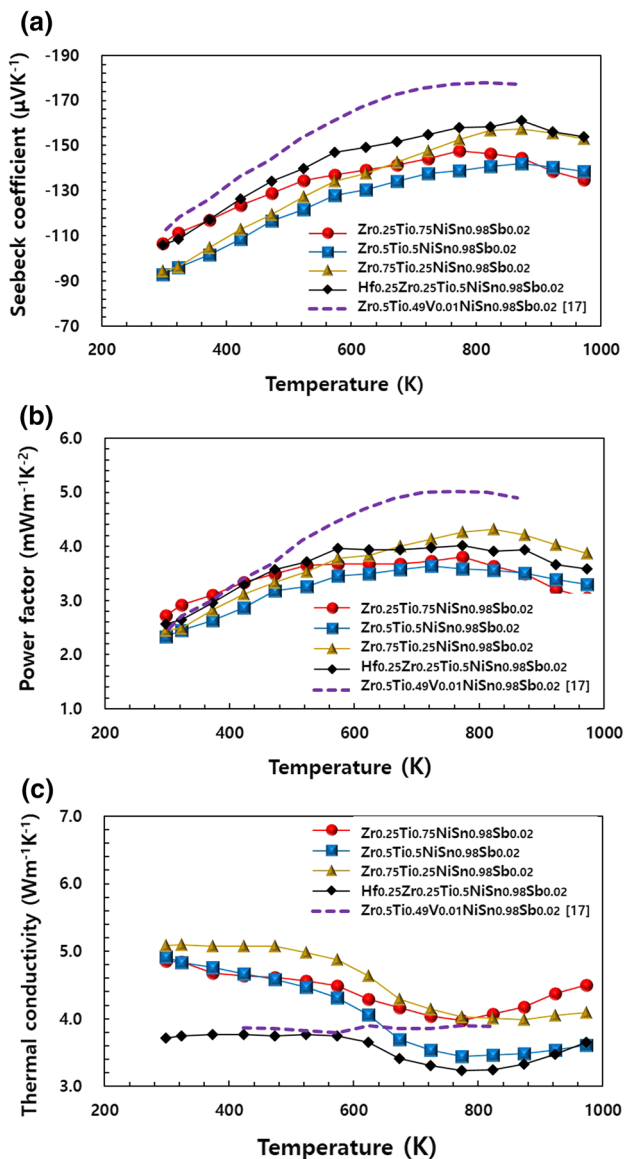 (a)
Seebeck coefficient (μVK-1)
-190
-170
-150
-130
-110
-90
-70
Zr0.25Ti0.75NiSn0.98Sb0.02
Zr0.5Ti0.5NiSn0.98Sb0.02
Zr0.75Ti0.25NiSn0.98Sb0.02
Hf0.25Zr0.25Ti0.5NiSn0.98Sb0.02
Zr0.5Ti0.49V0.01NiSn0.98Sb0.02 [17]
200 400 600 800 1000
Temperature (K)
(b)
Power factor (mWm-1K-2)
6.0
5.0
4.0
3.0
2.0
1.0
Zr0.25Ti0.75NiSn0.98Sb0.02
Zr0.5Ti0.5NiSn0.98Sb0.02
Zr0.75Ti0.25NiSn0.98Sb0.02
Hf0.25Zr0.25Ti0.5NiSn0.98Sb0.02
Zr0.5Ti0.49V0.01NiSn0.98Sb0.02 [17]
200 400 600 800 1000
Temperature (K)
(c)
Thermal conductivity (Wm-1K-1)
7.0
6.0
5.0
4.0
3.0
Zr0.25Ti0.75NiSn0.98Sb0.02
Zr0.5Ti0.5NiSn0.98Sb0.02
Zr0.75Ti0.25NiSn0.98Sb0.02
Hf0.25Zr0.25Ti0.5NiSn0.98Sb0.02
Zr0.5Ti0.49V0.01NiSn0.98Sb0.02 [17]
200 400 600 800 1000
Temperature (K)